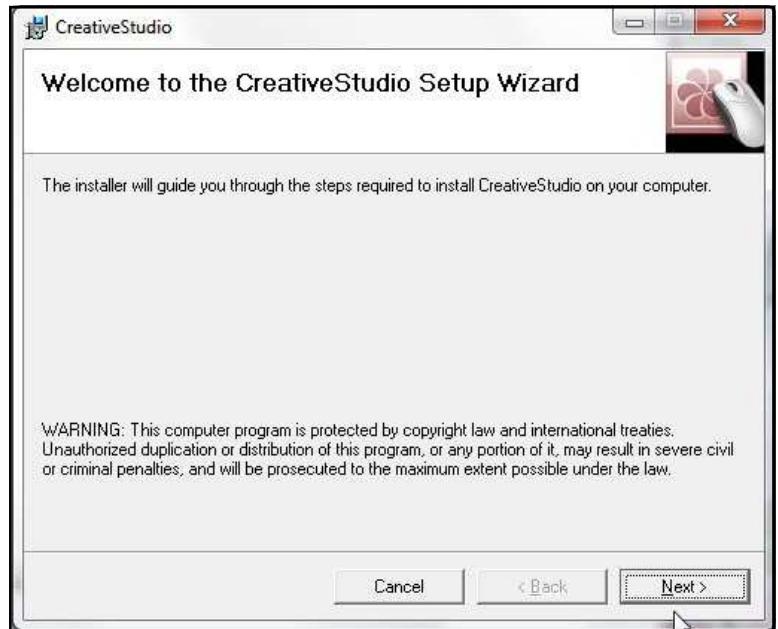 CreativeStudio
Welcome to the CreativeStudio Setup Wizard
The installer will guide you through the steps required to install CreativeStudio on your computer.
WARNING: This computer program is protected by copyright law and international treaties.
Unauthorized duplication or distribution of this program, or any portion of it, may result in severe civil
or criminal penalties, and will be prosecuted to the maximum extent possible under the law.
Cancel < Back Next >